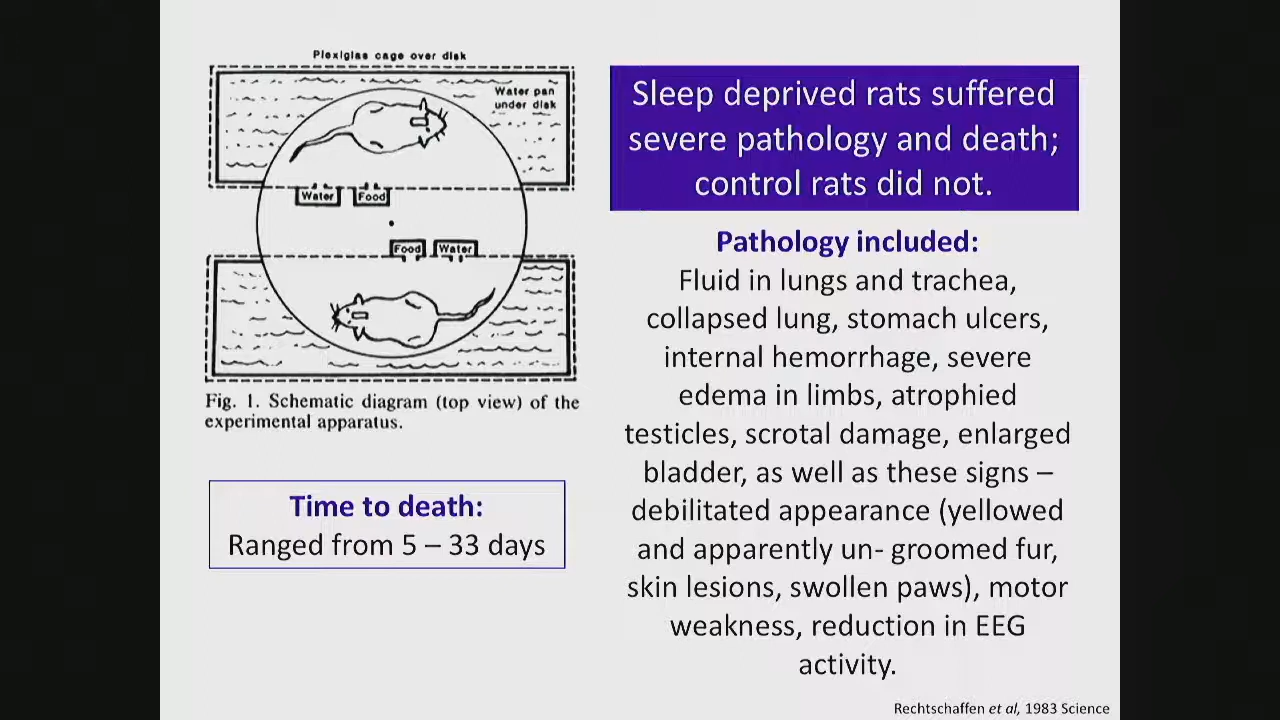 Plexiglas cage over disk
Water pan
under disk
Water Food
Food Water
Fig. 1. Schematic diagram (top view) of the
experimental apparatus.
Time to death:
Ranged from 5 – 33 days
Sleep deprived rats suffered
severe pathology and death;
control rats did not.
Pathology included:
Fluid in lungs and trachea,
collapsed lung, stomach ulcers,
internal hemorrhage, severe
edema in limbs, atrophied
testicles, scrotal damage, enlarged
bladder, as well as these signs –
debilitated appearance (yellowed
and apparently un- groomed fur,
skin lesions, swollen paws), motor
weakness, reduction in EEG
activity.
Rechtschaffen et al, 1983 Science